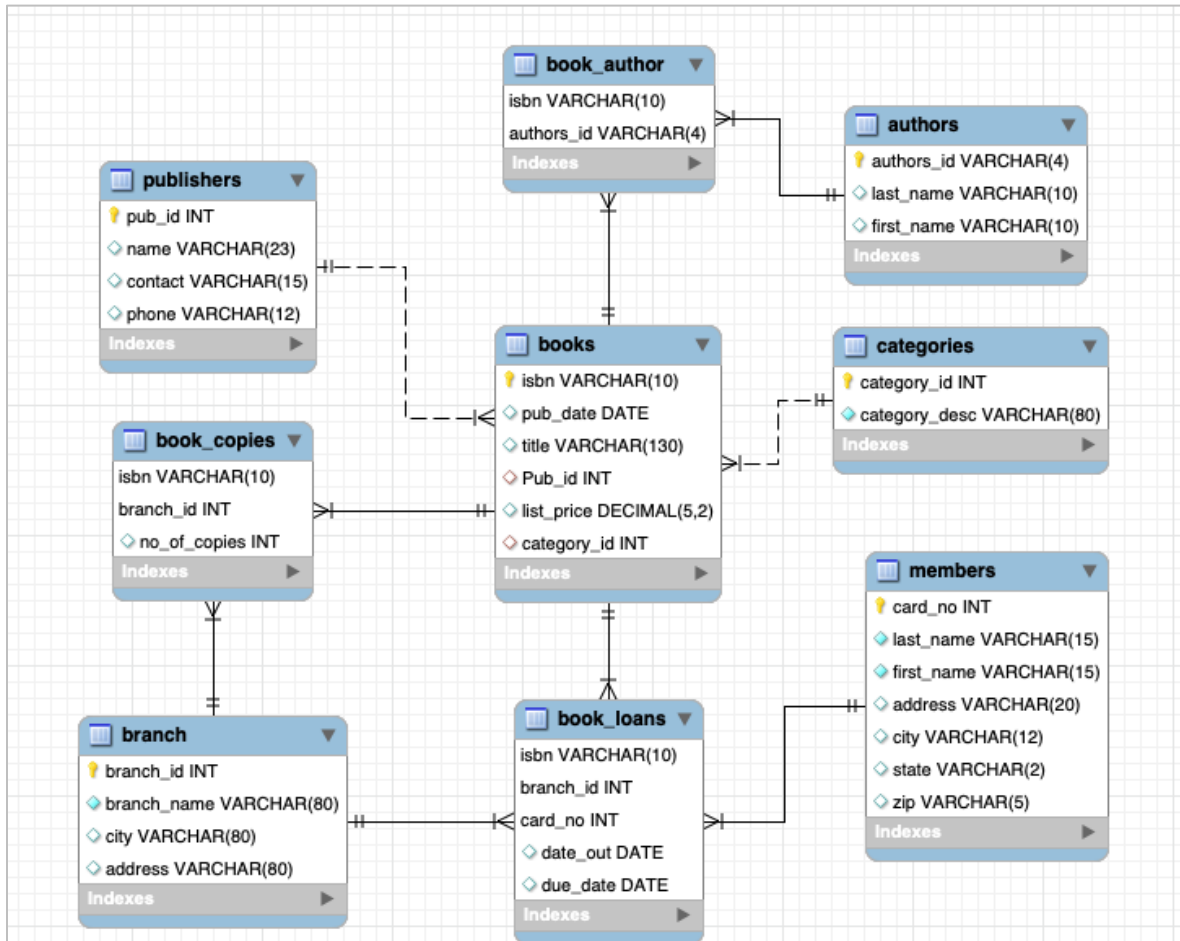 book_author
isbn VARCHAR(10)
authors_id VARCHAR(4)
Indexes
authors
authors_id VARCHAR(4)
last_name VARCHAR(10)
first_name VARCHAR(10)
Indexes
publishers
pub_id INT
name VARCHAR(23)
contact VARCHAR(15)
phone VARCHAR(12)
Indexes
books
isbn VARCHAR(10)
pub_date DATE
title VARCHAR(130)
Pub_id INT
list_price DECIMAL(5,2)
category_id INT
Indexes
categories
category_id INT
category_desc VARCHAR(80)
Indexes
book_copies
isbn VARCHAR(10)
branch_id INT
no_of_copies INT
Indexes
members
card_no INT
last_name VARCHAR(15)
first_name VARCHAR(15)
address VARCHAR(20)
city VARCHAR(12)
state VARCHAR(2)
zip VARCHAR(5)
Indexes
branch
branch_id INT
branch_name VARCHAR(80)
city VARCHAR(80)
address VARCHAR(80)
Indexes
book_loans
isbn VARCHAR(10)
branch_id INT
card_no INT
date_out DATE
due_date DATE
Indexes